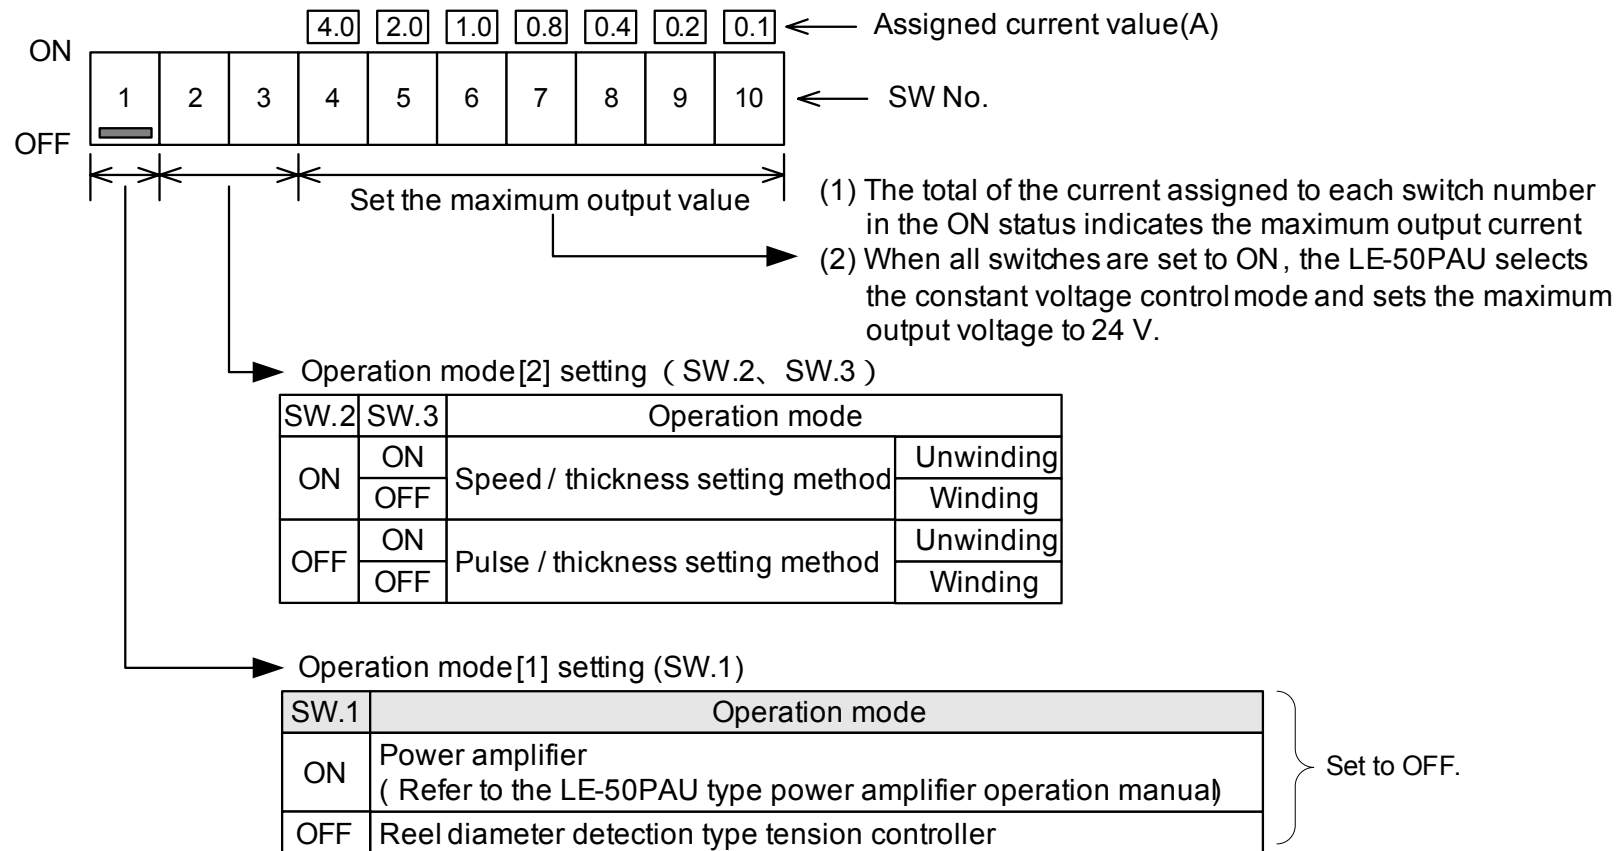 4.0 2.0 1.0 0.8 0.4 0.2 0.1 Assigned current value(A)
ON
1 2 3 4 5 6 7 8 9 10 SW No.
OFF
Set the maximum output value
(1) The total of the current assigned to each switch number
in the ON status indicates the maximum output current
(2) When all switches are set to ON, the LE-50PAU selects
the constant voltage control mode and sets the maximum
output voltage to 24 V.
Operation mode[2] setting （SW.2、SW.3）
SW.2 SW.3 Operation mode
ON ON Speed / thickness setting method Unwinding
OFF Winding
OFF ON Pulse / thickness setting method Unwinding
OFF Winding
Operation mode[1] setting (SW.1)
SW.1 Operation mode
ON Power amplifier
( Refer to the LE-50PAU type power amplifier operation manual)
OFF Reel diameter detection type tension controller
Set to OFF.